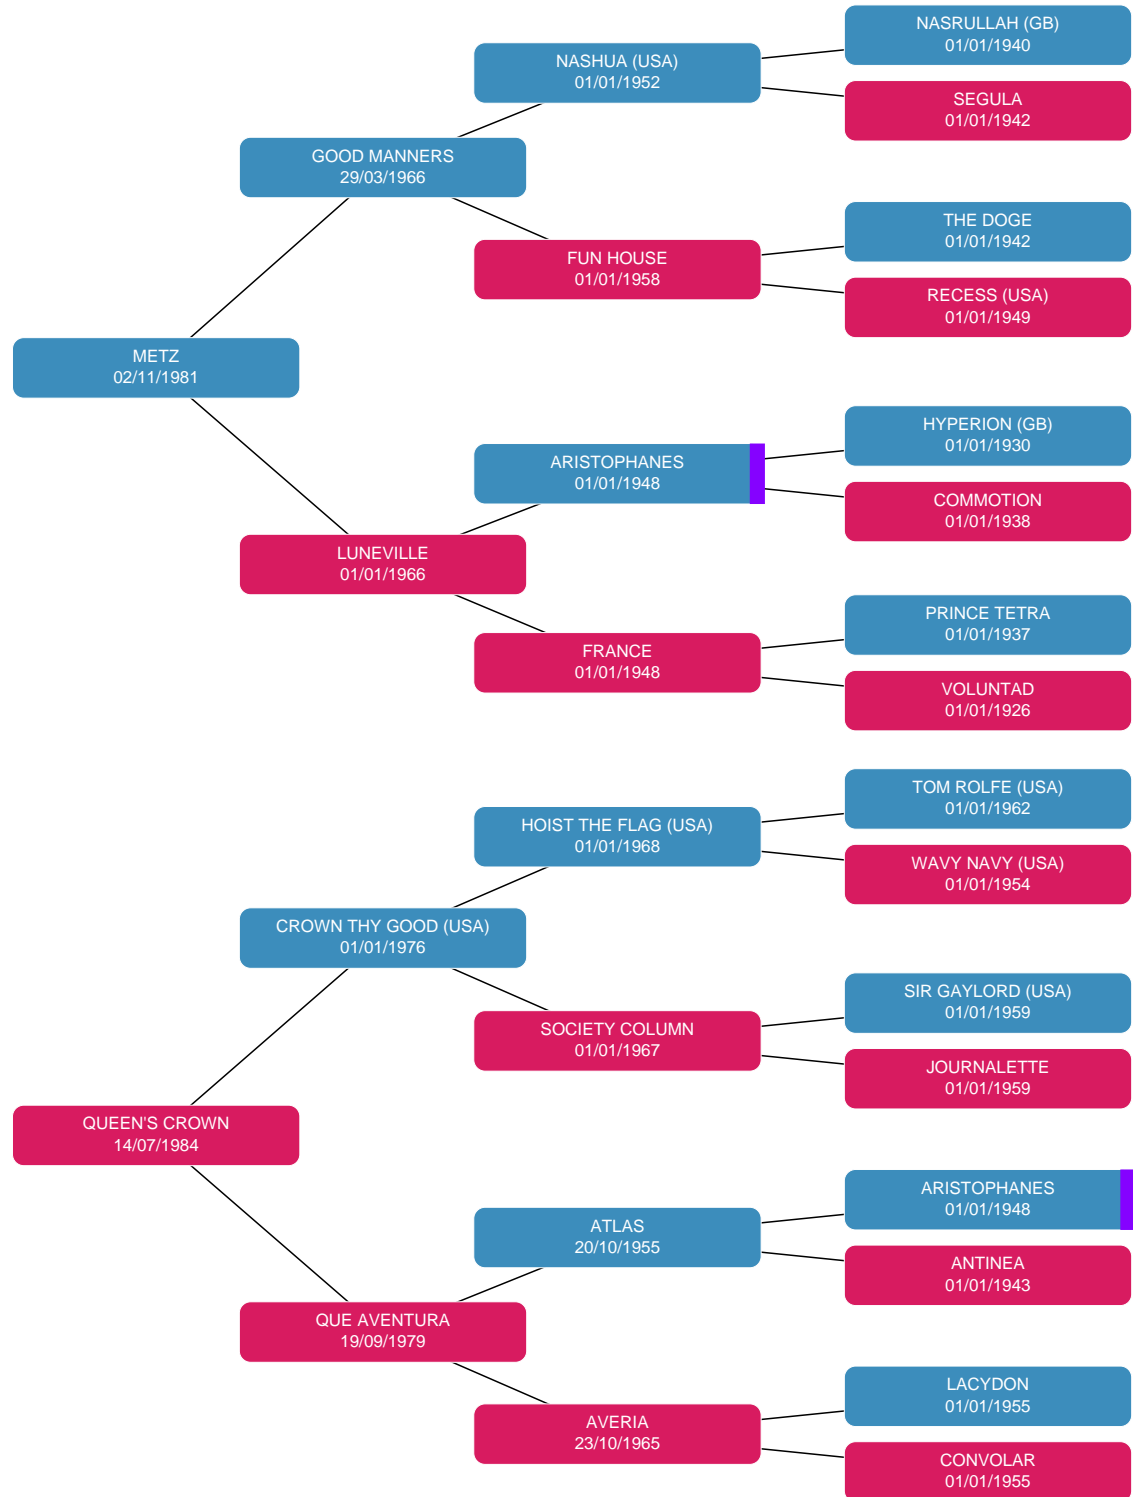 NASRULLAH (GB)
01/01/1940
NASHUA (USA)
01/01/1952
SEGULA
01/01/1942
GOOD MANNERS
29/03/1966
THE DOGE
01/01/1942
FUN HOUSE
01/01/1958
RECESS (USA)
01/01/1949
METZ
02/11/1981
HYPERION (GB)
01/01/1930
ARISTOPHANES
01/01/1948
COMMOTION
01/01/1938
LUNEVILLE
01/01/1966
PRINCE TETRA
01/01/1937
FRANCE
01/01/1948
VOLUNTAD
01/01/1926
TOM ROLFE (USA)
01/01/1962
HOIST THE FLAG (USA)
01/01/1968
WAVY NAVY (USA)
01/01/1954
CROWN THY GOOD (USA)
01/01/1976
SIR GAYLORD (USA)
01/01/1959
SOCIETY COLUMN
01/01/1967
JOURNALETTE
01/01/1959
QUEEN'S CROWN
14/07/1984
ARISTOPHANES
01/01/1948
ATLAS
20/10/1955
ANTINEA
01/01/1943
QUE AVENTURA
19/09/1979
LACYDON
01/01/1955
AVERIA
23/10/1965
CONVOLAR
01/01/1955